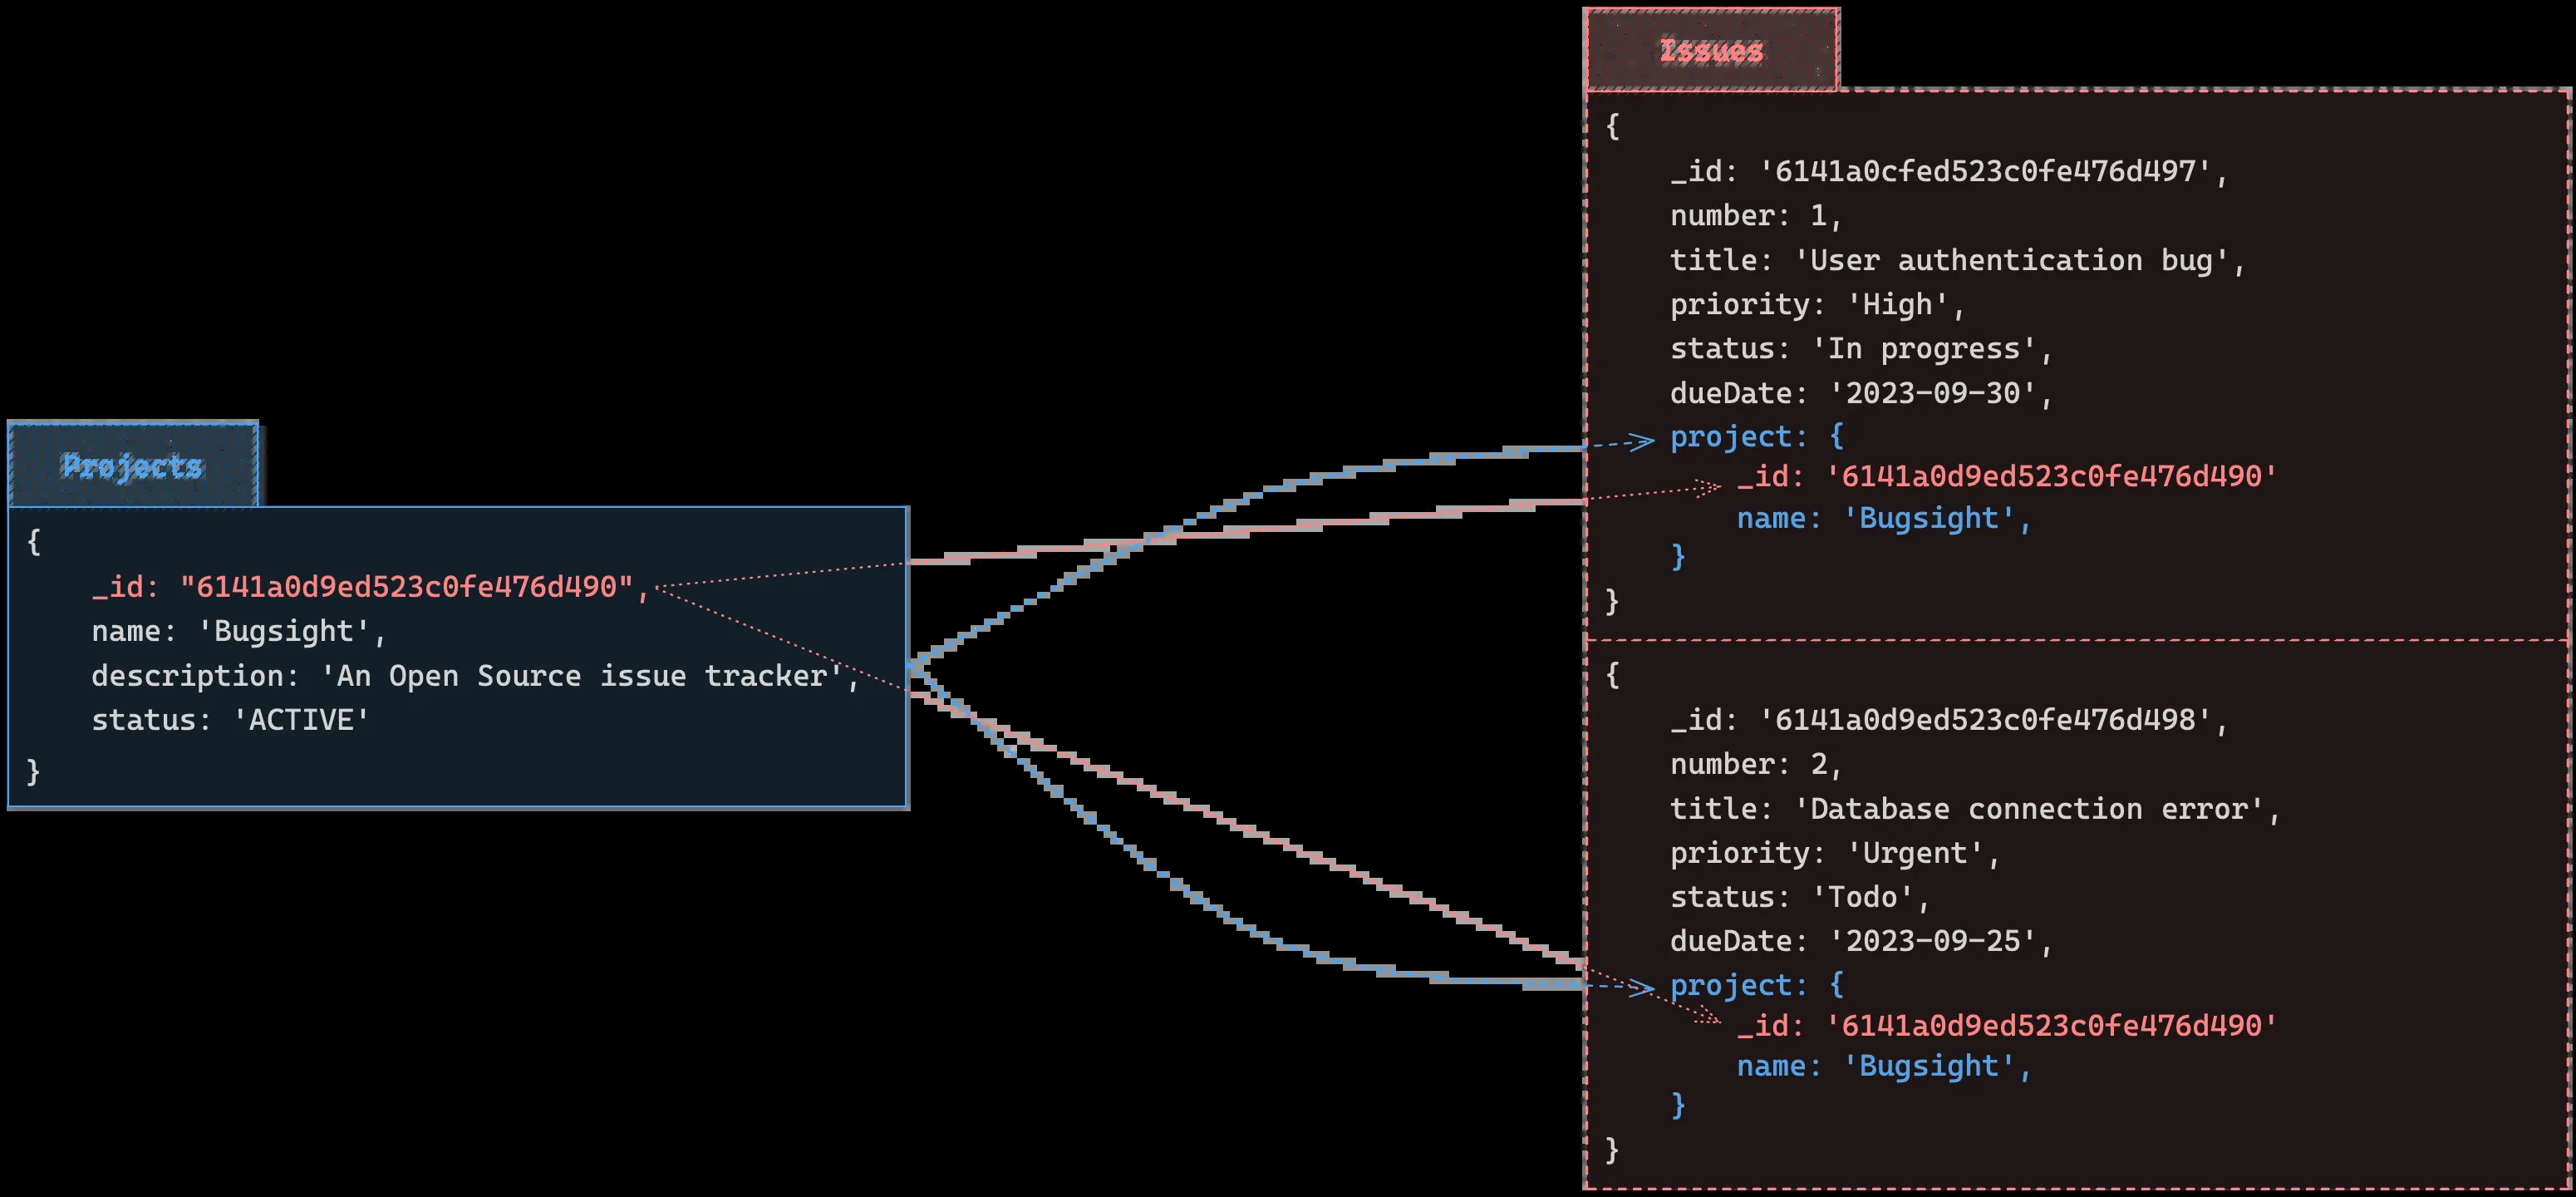 Projects
{
_id: "6141a0d9ed523c0fe476d490",
name: 'Bugsight',
description: 'An Open Source issue tracker',
status: 'ACTIVE'
}
Issues
{
_id: '6141a0cfed523c0fe476d497',
number: 1,
title: 'User authentication bug',
priority: 'High',
status: 'In progress',
dueDate: '2023-09-30',
project: {
_id: '6141a0d9ed523c0fe476d490'
name: 'Bugsight',
}
}
{
_id: '6141a0d9ed523c0fe476d498',
number: 2,
title: 'Database connection error',
priority: 'Urgent',
status: 'Todo',
dueDate: '2023-09-25',
project: {
_id: '6141a0d9ed523c0fe476d490'
name: 'Bugsight',
}
}